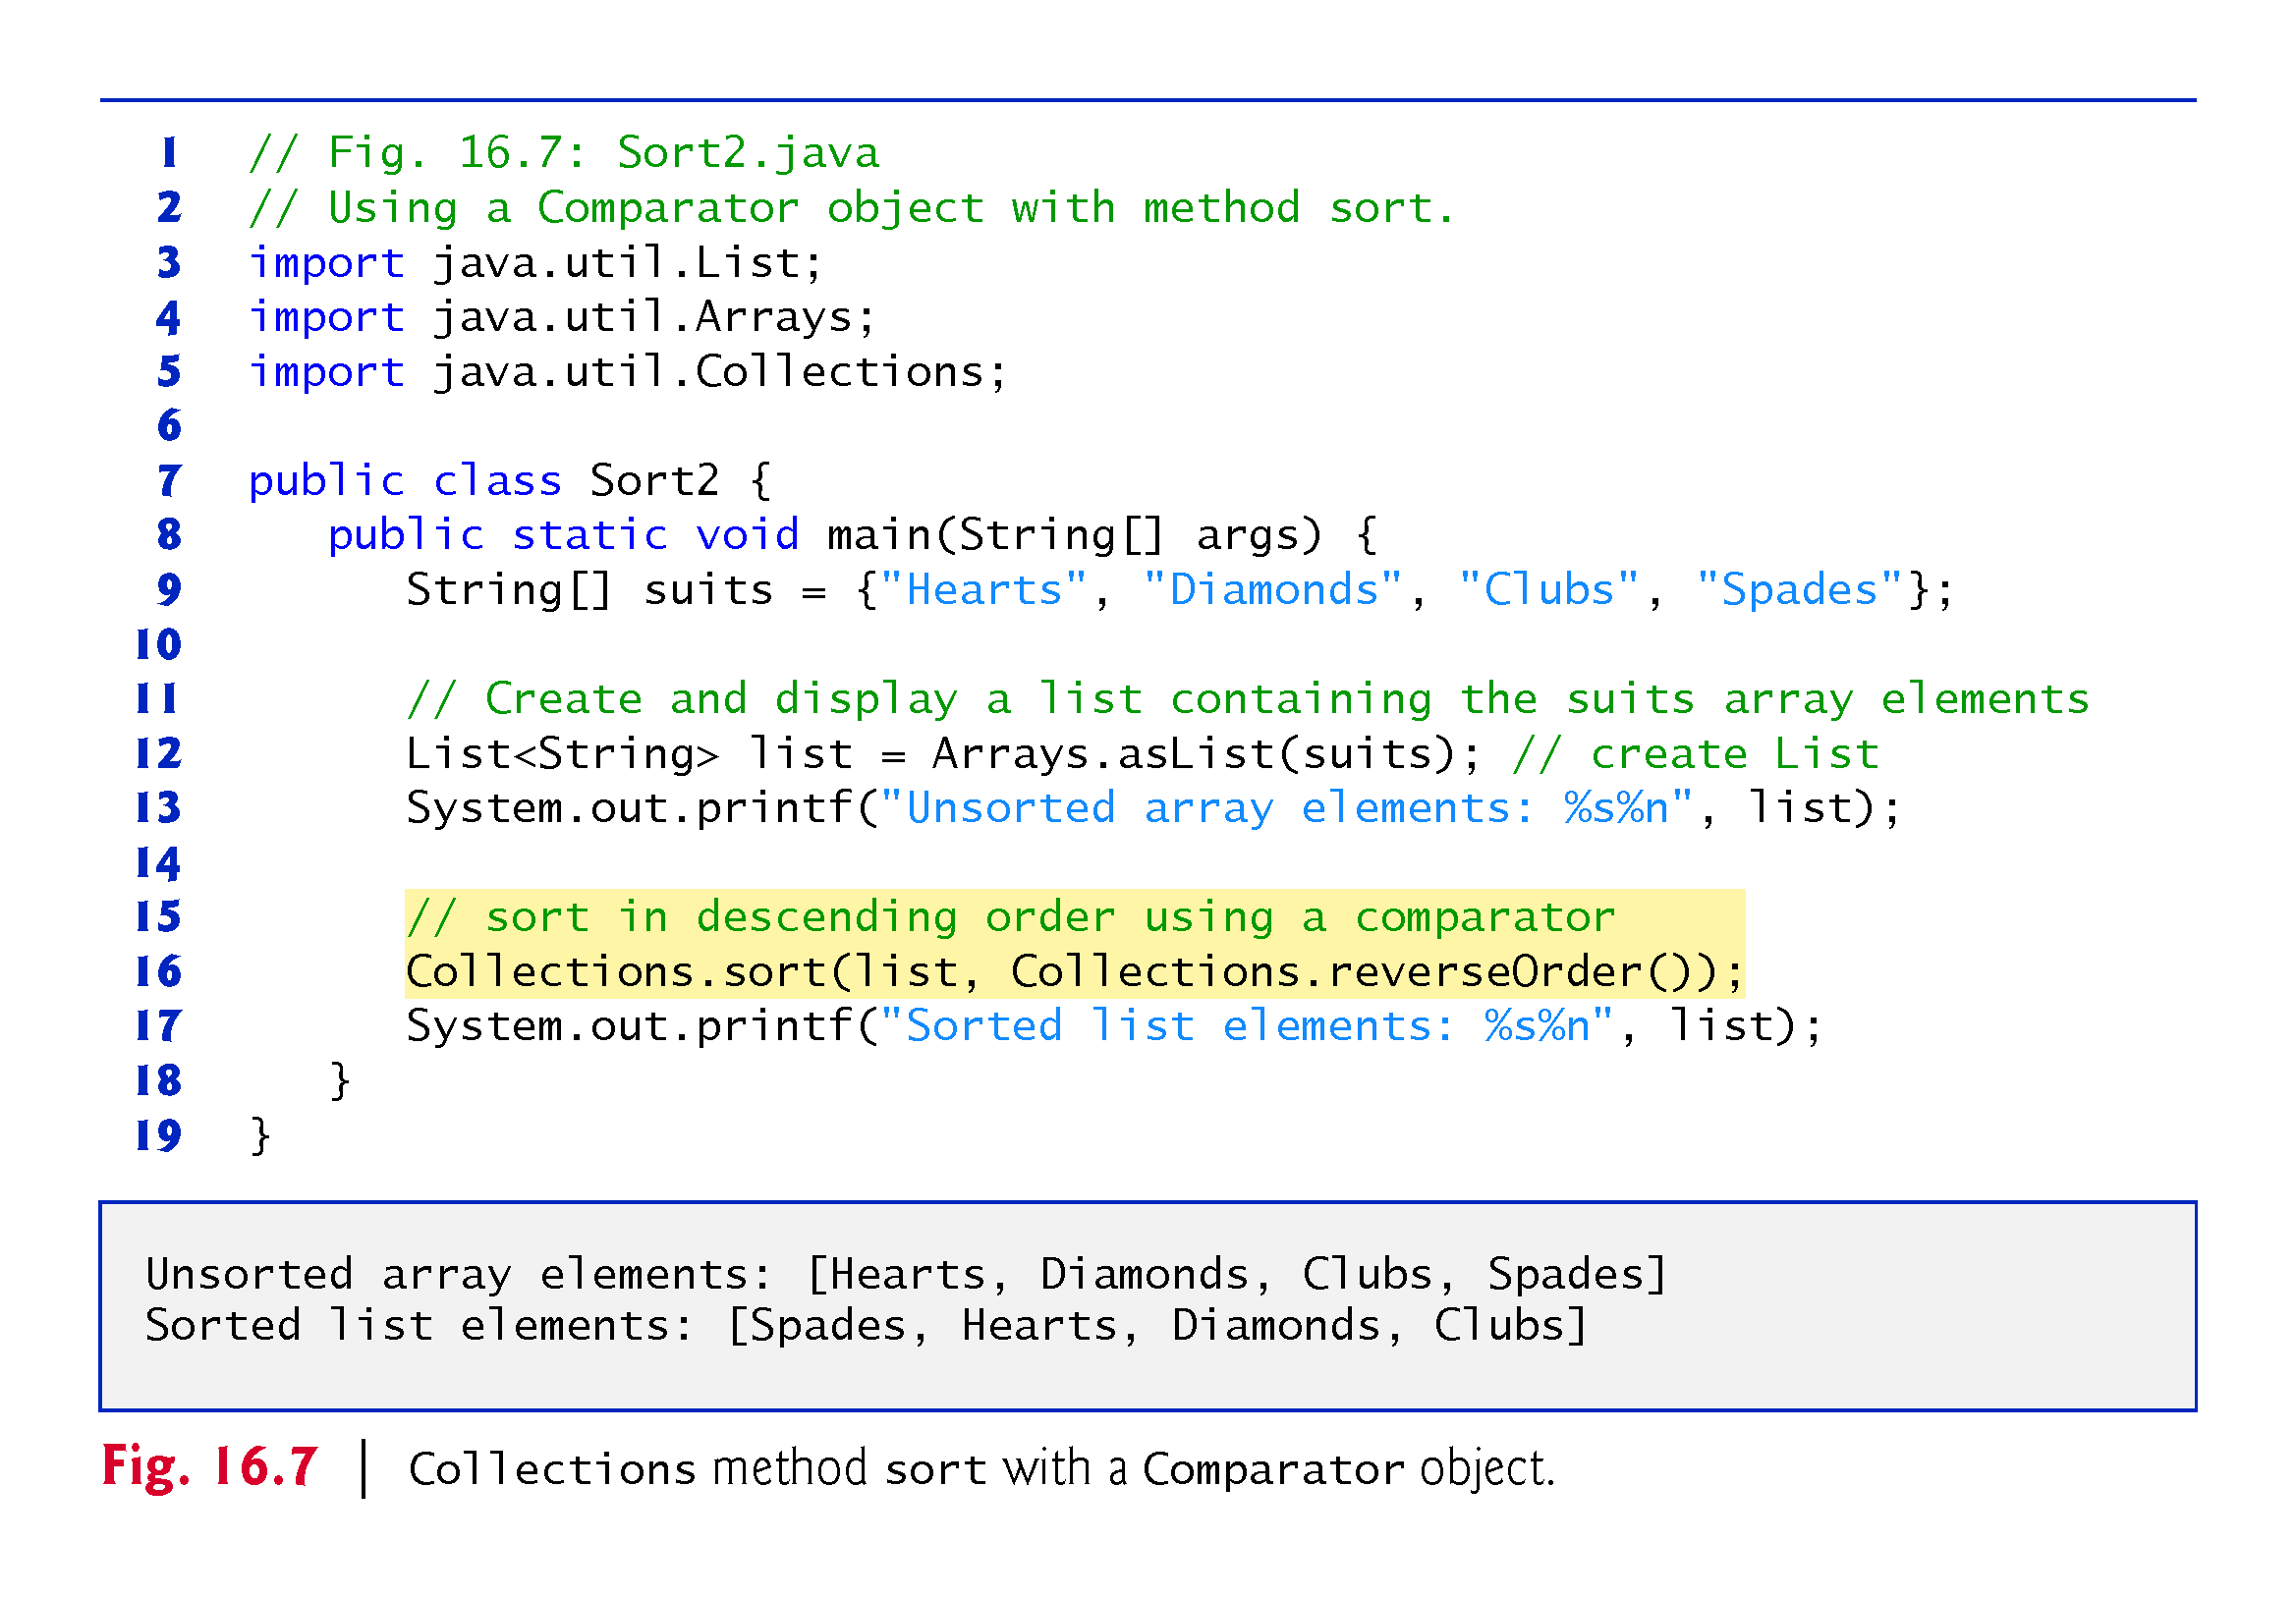 1 // Fig. 16.7: Sort2.java
2 // Using a Comparator object with method sort.
3 import java.util.List;
4 import java.util.Arrays;
5 import java.util.Collections;
6
7 public class Sort2 {
8    public static void main(String[] args) {
9       String[] suits = {"Hearts", "Diamonds", "Clubs", "Spades"};
10
11       // Create and display a list containing the suits array elements
12       List<String> list = Arrays.asList(suits); // create List
13       System.out.printf("Unsorted array elements: %s%n", list);
14
15       // sort in descending order using a comparator
16       Collections.sort(list, Collections.reverseOrder());
17       System.out.printf("Sorted list elements: %s%n", list);
18    }
19 }
Unsorted array elements: [Hearts, Diamonds, Clubs, Spades]
Sorted list elements: [Spades, Hearts, Diamonds, Clubs]
Fig. 16.7 | Collections method sort with a Comparator object.